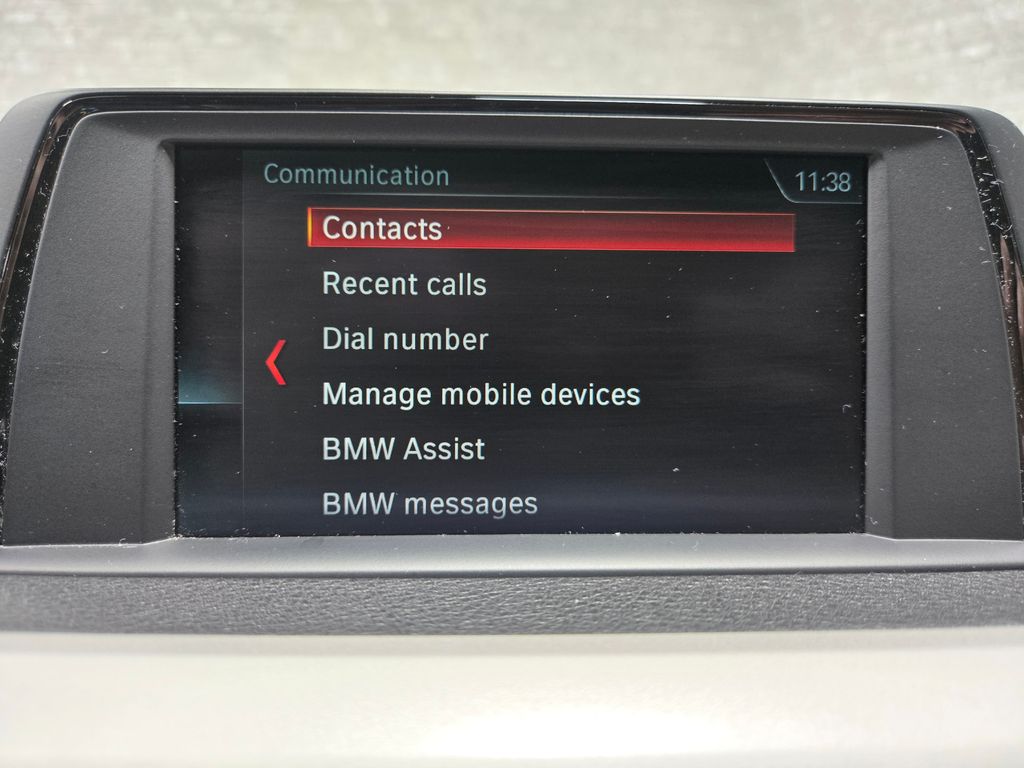 Communication
11:38
Contacts
Recent calls
Dial number
Manage mobile devices
BMW Assist
BMW messages